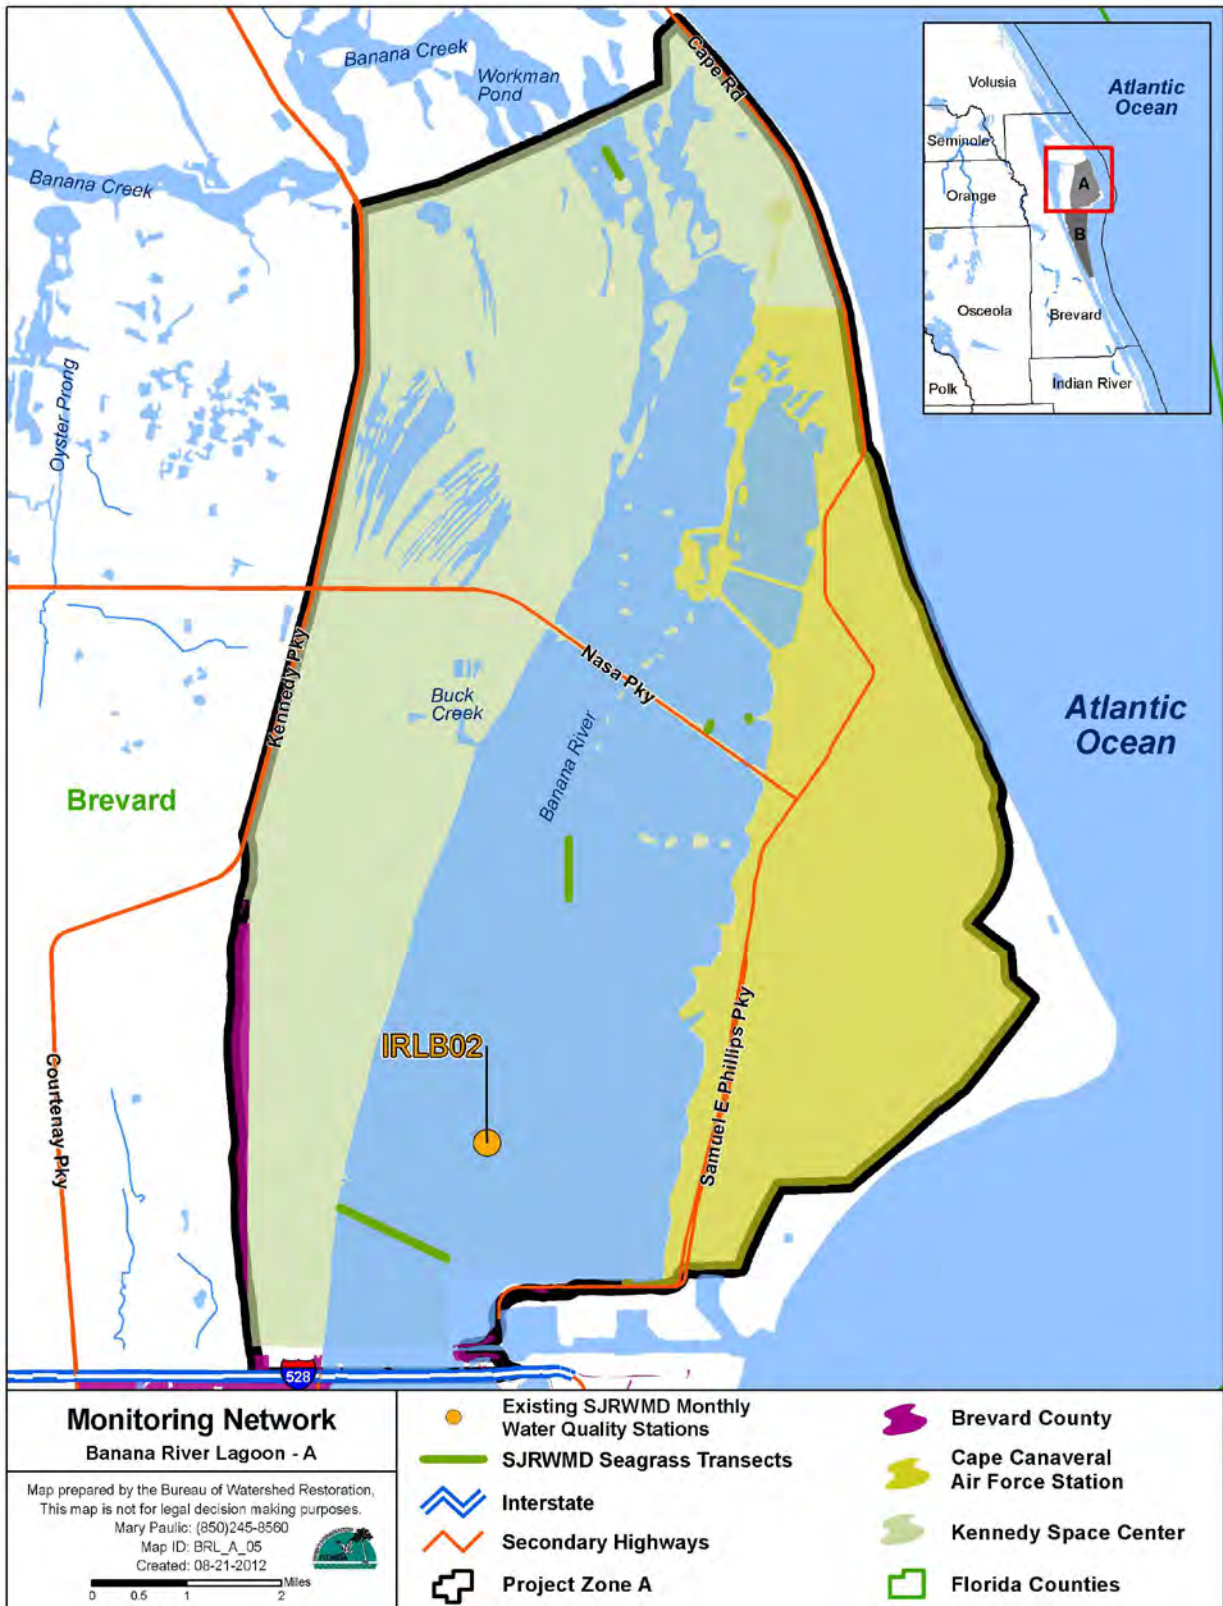 Banana Creek
Workman
Pond
Cape Rd
Banana Creek
Oyster Prong
Kennedy Pky
Nasa Pky
Buck
Creek
Banana River
Brevard
Atlantic
Ocean
IRLB02
Courtenay Pky
Samuel E Phillips Pky
528
Volusia
Atlantic
Ocean
Seminole
Orange
A
B
Osceola
Brevard
Polk
Indian River
Monitoring Network
Banana River Lagoon - A
Map prepared by the Bureau of Watershed Restoration,
This map is not for legal decision making purposes.
Mary Paulic: (850)245-8560
Map ID: BRL_A_05
Created: 08-21-2012
Miles
0 0.5 1 2
FLORIDA
Existing SJRWMD Monthly
Water Quality Stations
SJRWMD Seagrass Transects
Interstate
Secondary Highways
Project Zone A
Brevard County
Cape Canaveral
Air Force Station
Kennedy Space Center
Florida Counties